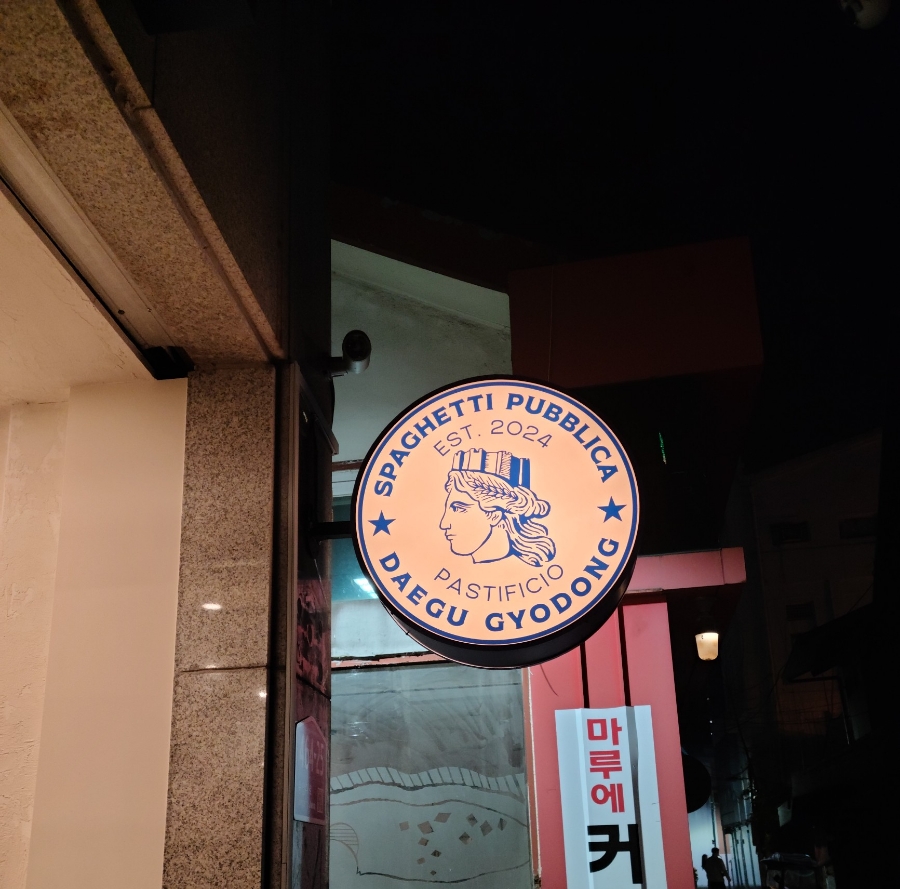 SPAGHETTI PUBBLICA
EST. 2024
PASTIFICIO
DAEGU GYODONG
마루에
커